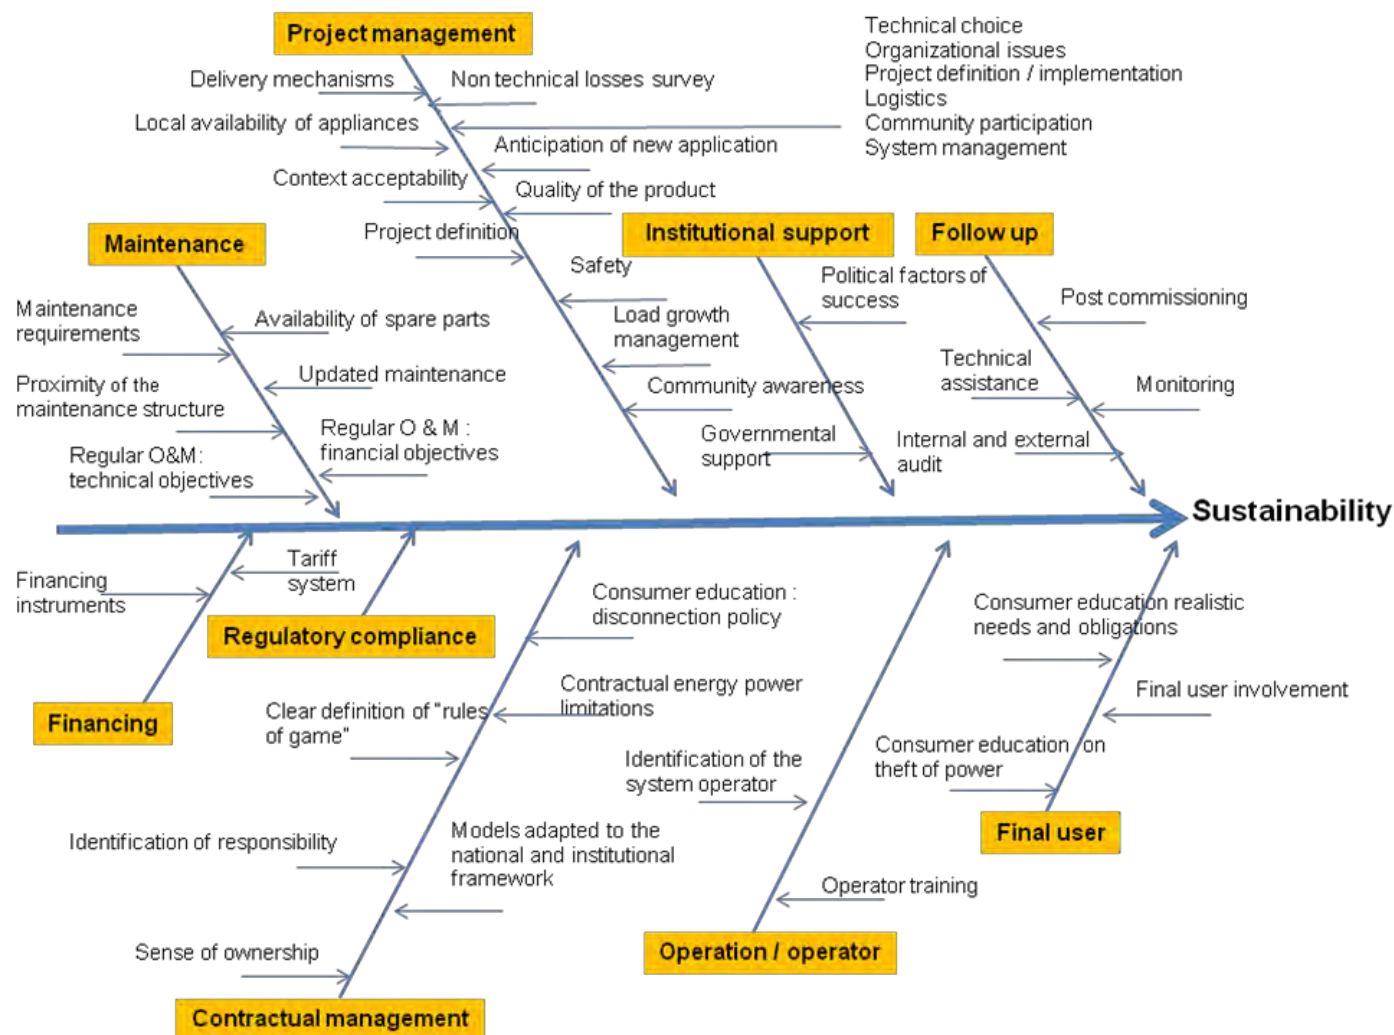 Project management
Technical choice
Organizational issues
Project definition / implementation
Logistics
Community participation
System management
Delivery mechanisms
Non technical losses survey
Local availability of appliances
Anticipation of new application
Context acceptability
Quality of the product
Project definition
Safety
Load growth
management
Community awareness
Maintenance
Maintenance
requirements
Availability of spare parts
Proximity of the
maintenance structure
Updated maintenance
Regular O&M :
technical objectives
Regular O & M :
financial objectives
Institutional support
Political factors of
success
Governmental
support
Follow up
Post commissioning
Technical
assistance
Monitoring
Internal and external
audit
Sustainability
Financing
instruments
Tariff
system
Financing
Regulatory compliance
Consumer education :
disconnection policy
Contractual energy power
limitations
Clear definition of "rules
of game"
Identification of responsibility
Models adapted to the
national and institutional
framework
Sense of ownership
Contractual management
Identification of the
system operator
Operator training
Operation / operator
Consumer education realistic
needs and obligations
Final user involvement
Consumer education on
theft of power
Final user